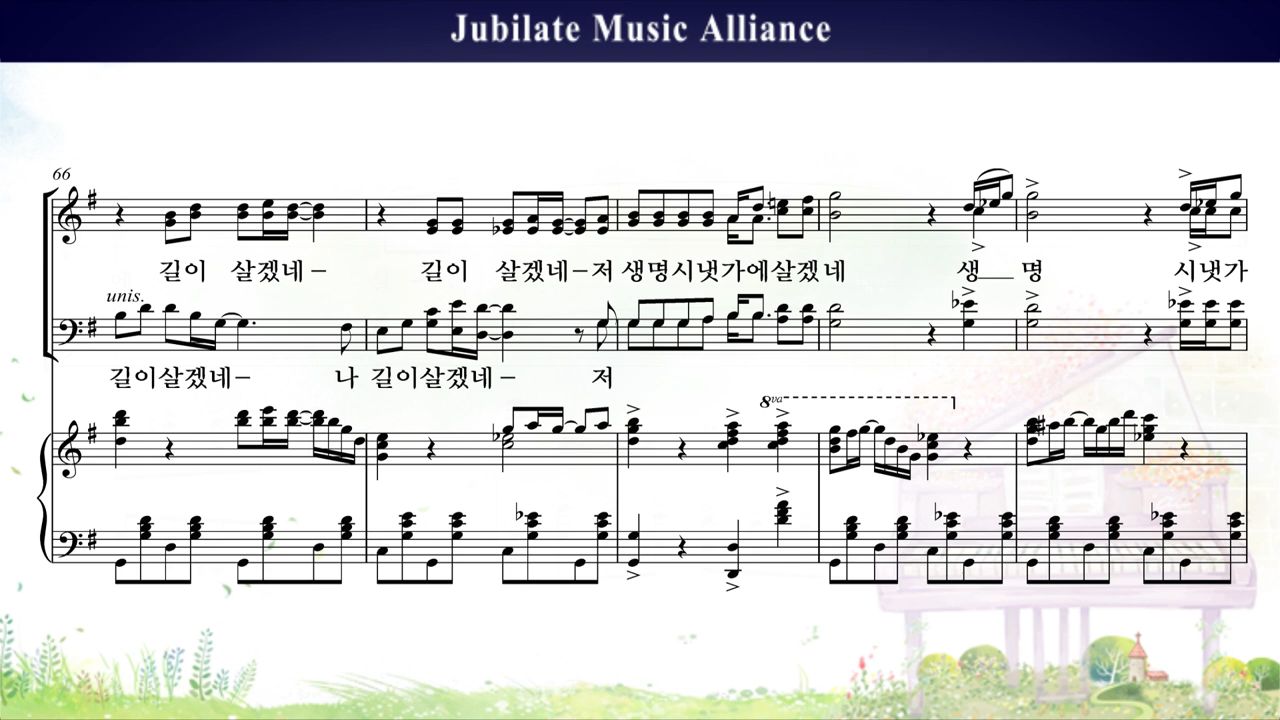 Jubilate Music Alliance
66
길이 살겠네– 길이 살겠네–저 생명시냇가에살겠네 생__명 시냇가
unis.
길이살겠네– 나 길이살겠네– 저
8va